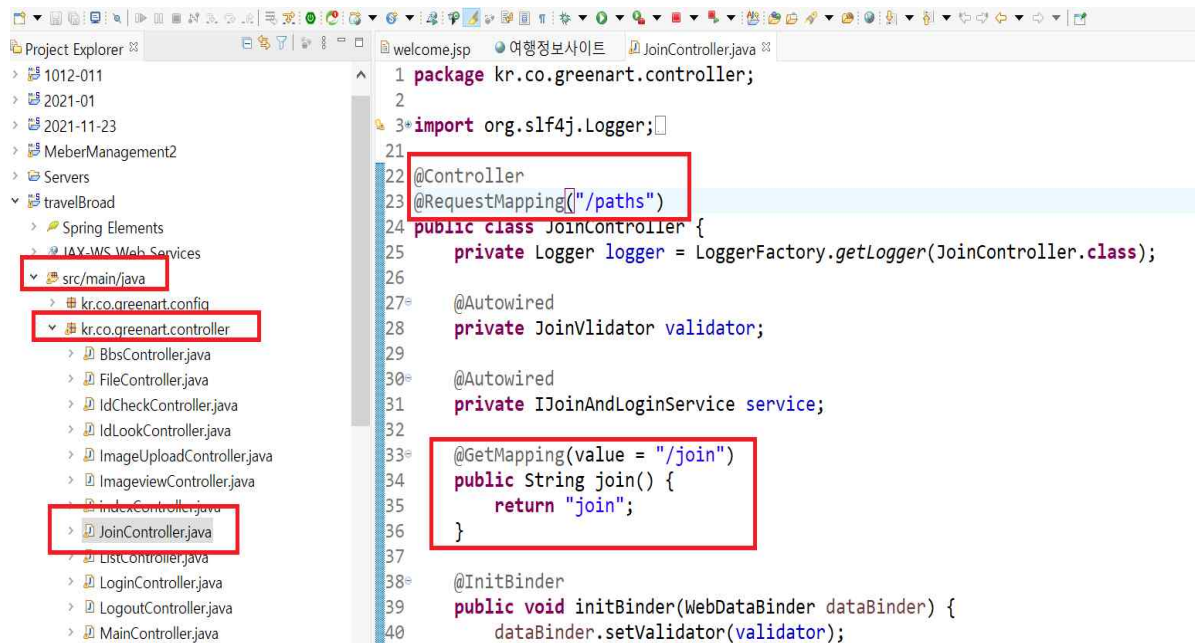 Project Explorer
1012-011
2021-01
2021-11-23
MeberManagement2
Servers
travelBroad
Spring Elements
JAX-WS Web Services
src/main/java
kr.co.greenart.config
kr.co.greenart.controller
BbsController.java
FileController.java
IdCheckController.java
IdLookController.java
ImageUploadController.java
ImageviewController.java
indexController.java
JoinController.java
ListController.java
LoginController.java
LogoutController.java
MainController.java
welcome.jsp 여행정보사이트 JoinController.java
1 package kr.co.greenart.controller;
2
3 import org.slf4j.Logger;
21
22 @Controller
23 @RequestMapping("/paths")
24 public class JoinController {
25 private Logger logger = LoggerFactory.getLogger(JoinController.class);
26
27 @Autowired
28 private JoinVlidator validator;
29
30 @Autowired
31 private IJoinAndLoginService service;
32
33 @GetMapping(value = "/join")
34 public String join() {
35 return "join";
36 }
37
38 @InitBinder
39 public void initBinder(WebDataBinder dataBinder) {
40 dataBinder.setValidator(validator);